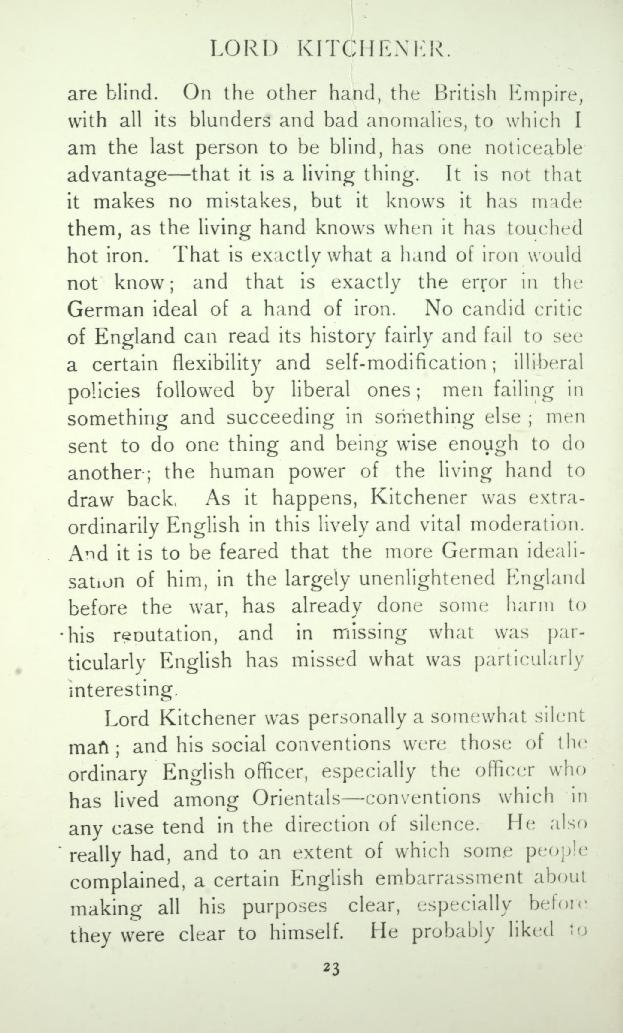 LORD KITCHENER.
are blind. On the other hand, the British Empire,
with all its blunders and bad anomalies, to which I
am the last person to be blind, has one noticeable
advantage—that it is a living thing. It is not that
it makes no mistakes, but it knows it has made
them, as the living hand knows when it has touched
hot iron. That is exactly what a hand of iron would
not know; and that is exactly the error in the
German ideal of a hand of iron. No candid critic
of England can read its history fairly and fail to see
a certain flexibility and self-modification; illiberal
policies followed by liberal ones; men failing in
something and succeeding in something else; men
sent to do one thing and being wise enough to do
another; the human power of the living hand to
draw back. As it happens, Kitchener was extra-
ordinarily English in this lively and vital moderation.
And it is to be feared that the more German ideali-
sation of him, in the largely unenlightened England
before the war, has already done some harm to
his reputation, and in missing what was par-
ticularly English has missed what was particularly
interesting.
Lord Kitchener was personally a somewhat silent
man; and his social conventions were those of the
ordinary English officer, especially the officer who
has lived among Orientals—conventions which in
any case tend in the direction of silence. He also
really had, and to an extent of which some people
complained, a certain English embarrassment about
making all his purposes clear, especially before
they were clear to himself. He probably liked to
23